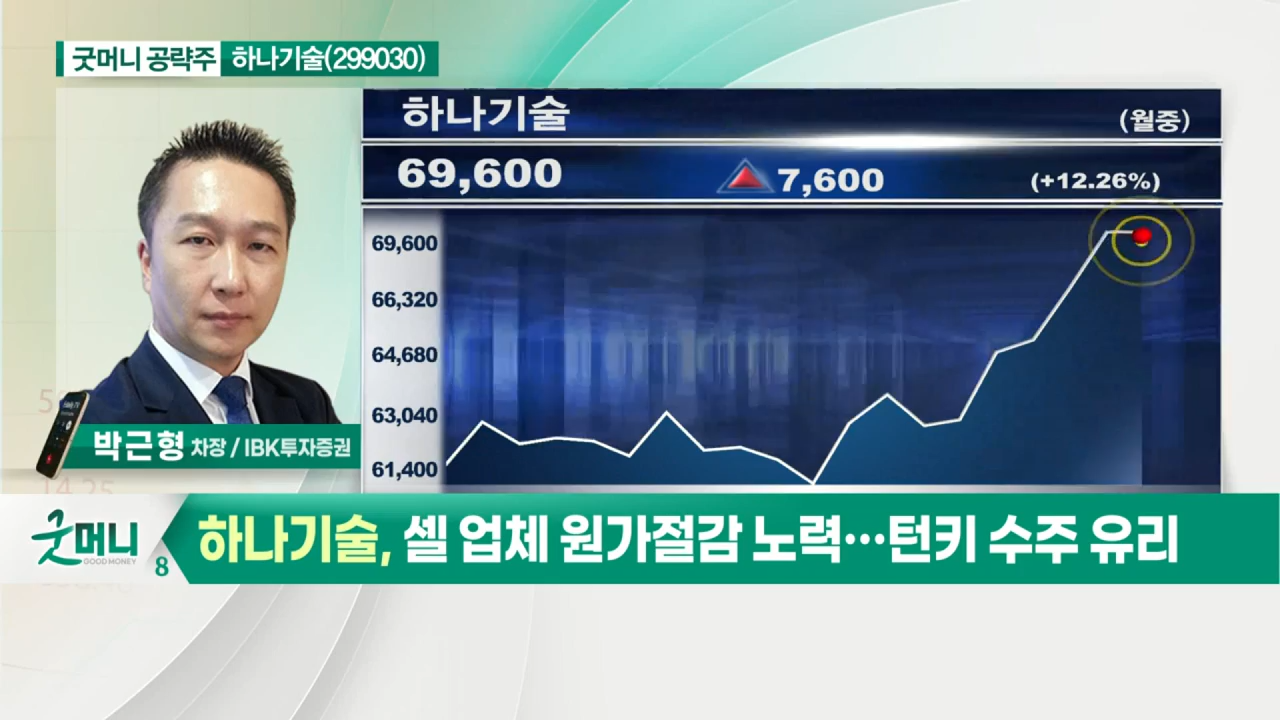 굿머니 공략주 하나기술(299030)
하나기술 (월중)
69,600 7,600 (+12.26%)
69,600
66,320
64,680
63,040
61,400
박근형 차장 / IBK투자증권
굿머니
GOOD MONEY
8
하나기술, 셀 업체 원가절감 노력…턴키 수주 유리